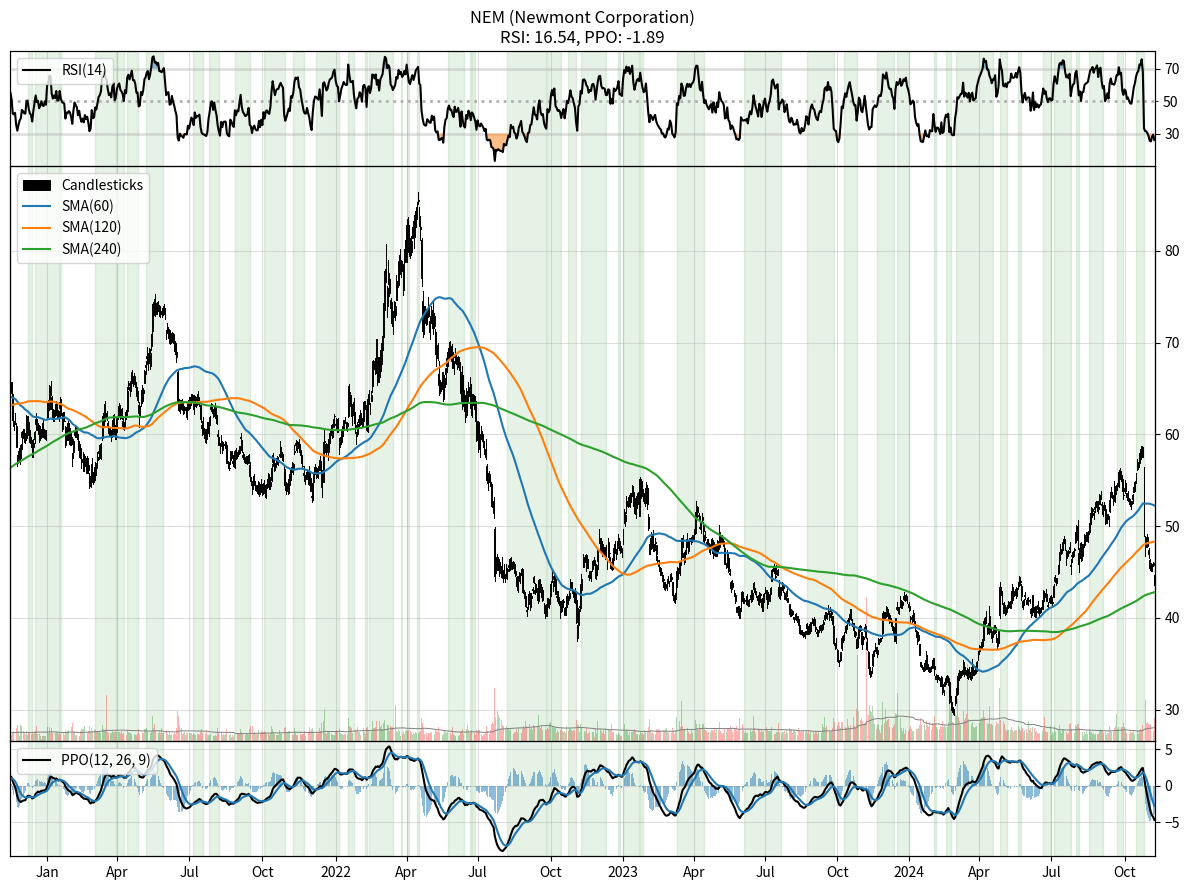 NEM (Newmont Corporation)
RSI: 16.54, PPO: -1.89
RSI(14)
70
50
30
Candlesticks
SMA(60)
SMA(120)
SMA(240)
80
70
60
50
40
30
PPO(12, 26, 9)
5
0
−5
Jan Apr Jul Oct 2022 Apr Jul Oct 2023 Apr Jul Oct 2024 Apr Jul Oct